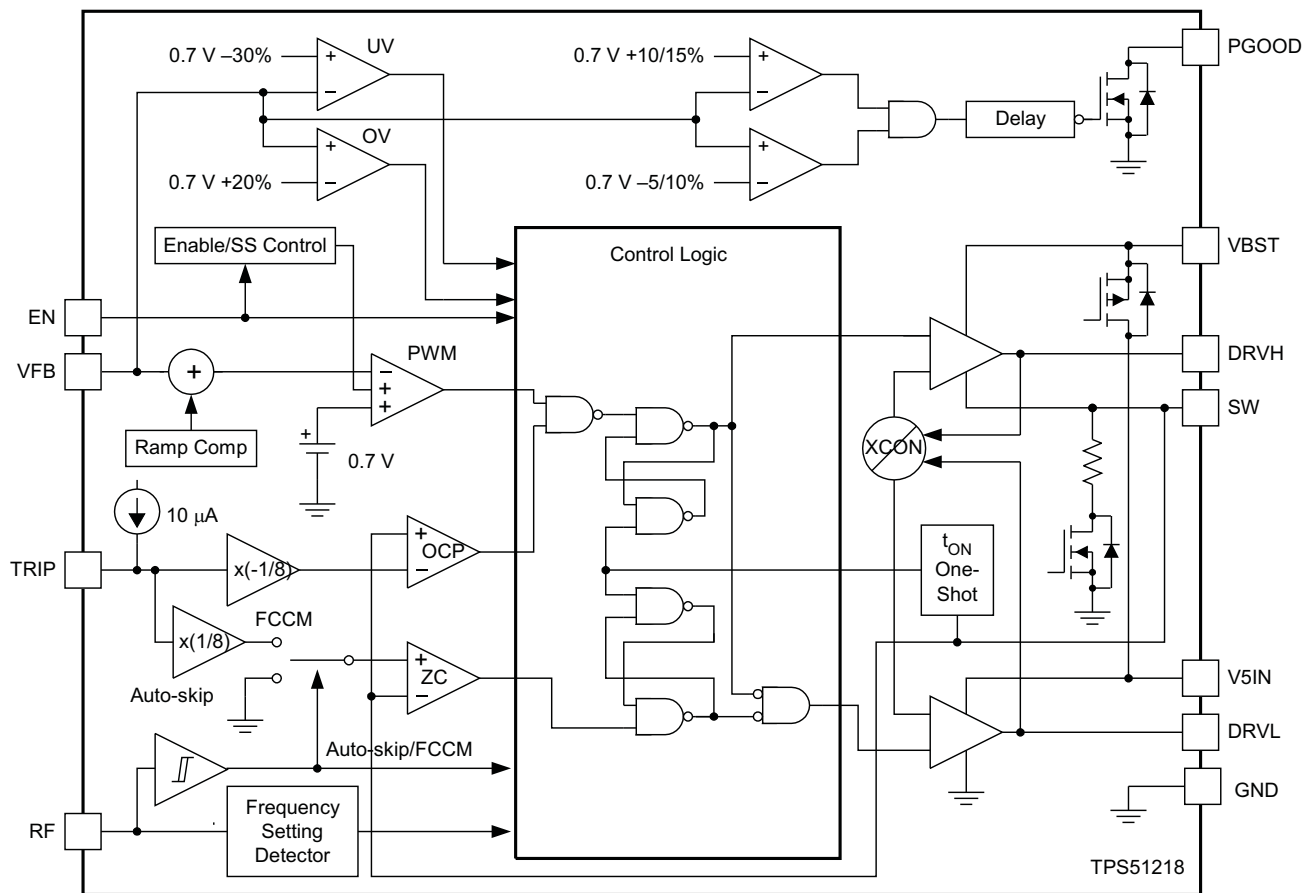 UV
0.7 V –30%
0.7 V +10/15%
PGOOD
+
–
+
–
Delay
OV
+
–
+
–
0.7 V +20%
0.7 V –5/10%
Enable/SS Control
Control Logic
VBST
EN
PWM
DRVH
VFB
+
–
+
+
SW
Ramp Comp
+
0.7 V
XCON
10 μA
TRIP
x(-1/8)
+
–
OCP
tON
One-
Shot
FCCM
x(1/8)
+
–
ZC
Auto-skip
V5IN
DRVL
Auto-skip/FCCM
GND
RF
Frequency
Setting
Detector
TPS51218